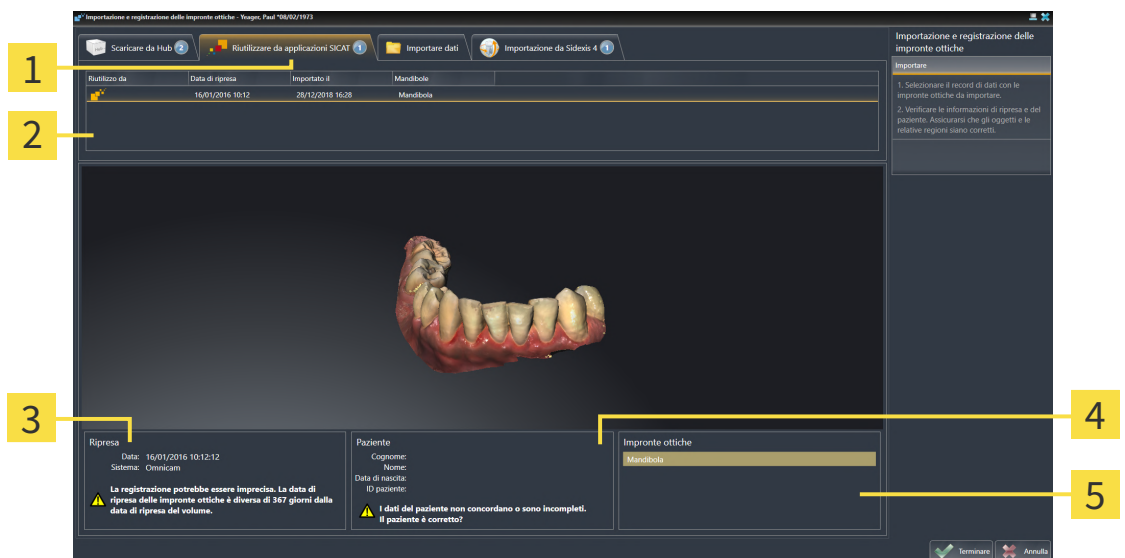 Importazione e registrazione delle impronte ottiche - Yeager, Paul *08/02/1973
Scaricare da Hub 2
Riutilizzare da applicazioni SICAT 1
Importare dati
Importazione da Sidexis 4 1
1
Riutilizzo da Data di ripresa Importato il Mandibole
16/01/2016 10:12 28/12/2018 16:28 Mandibola
2
Importazione e registrazione delle
impronte ottiche
Importare
1. Selezionare il record di dati con le
impronte ottiche da importare.
2. Verificare le informazioni di ripresa e del
paziente. Assicurarsi che gli oggetti e le
relative regioni siano corretti.
3
Ripresa
Data: 16/01/2016 10:12:12
Sistema: Omnicam
La registrazione potrebbe essere imprecisa. La data di
ripresa delle impronte ottiche è diversa di 367 giorni dalla
data di ripresa del volume.
Paziente
Cognome:
Nome:
Data di nascita:
ID paziente:
I dati del paziente non concordano o sono incompleti.
Il paziente è corretto?
4
Impronte ottiche
Mandibola
5
Terminare
Annulla